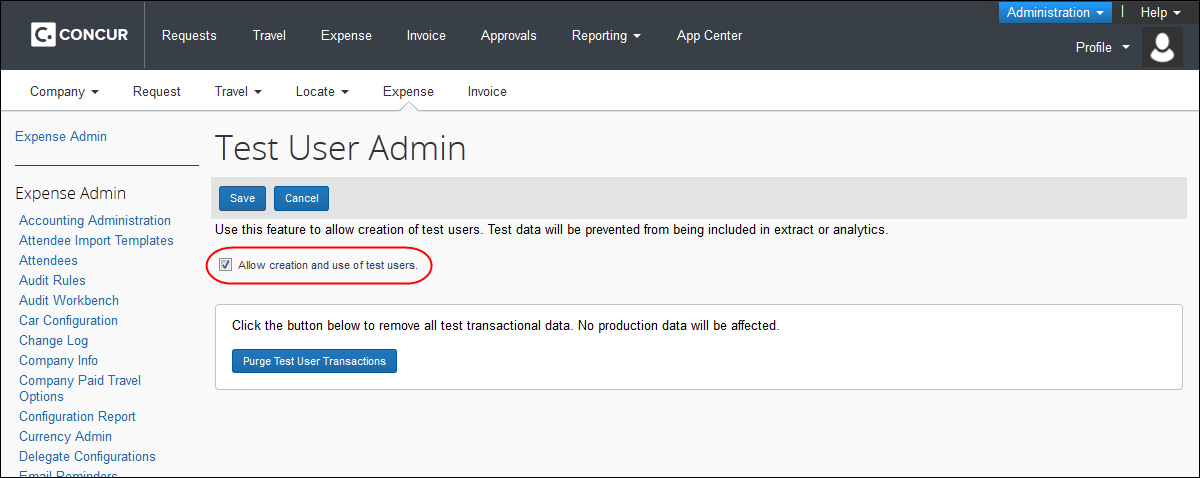 Administration | Help
CONCUR Requests Travel Expense Invoice Approvals Reporting App Center
Profile
Company Request Travel Locate Expense Invoice
Expense Admin
Expense Admin
Accounting Administration
Attendee Import Templates
Attendees
Audit Rules
Audit Workbench
Car Configuration
Change Log
Company Info
Company Paid Travel
Options
Configuration Report
Currency Admin
Delegate Configurations
Email Reminders
Test User Admin
Save Cancel
Use this feature to allow creation of test users. Test data will be prevented from being included in extract or analytics.
Allow creation and use of test users.
Click the button below to remove all test transactional data. No production data will be affected.
Purge Test User Transactions